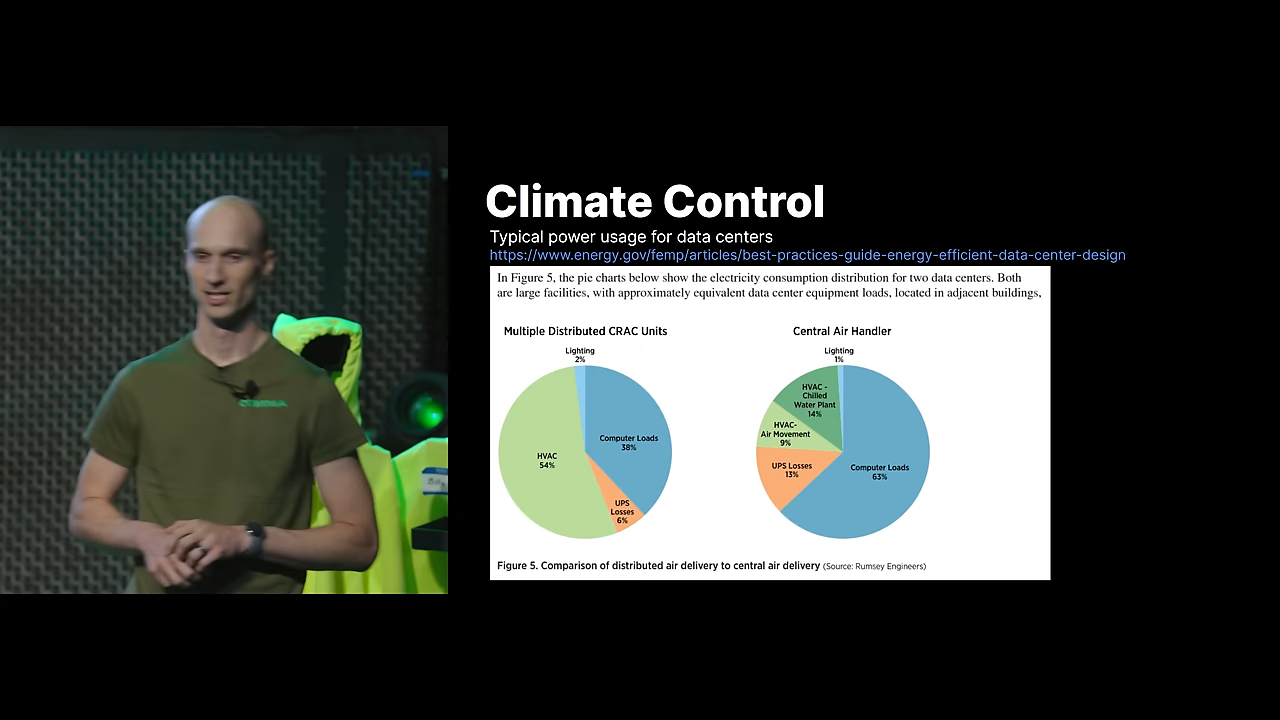 Climate Control
Typical power usage for data centers
https://www.energy.gov/femp/articles/best-practices-guide-energy-efficient-data-center-design
In Figure 5, the pie charts below show the electricity consumption distribution for two data centers. Both
are large facilities, with approximately equivalent data center equipment loads, located in adjacent buildings,
Multiple Distributed CRAC Units
Lighting
2%
Computer Loads
38%
HVAC
54%
UPS
Losses
6%
Central Air Handler
Lighting
1%
HVAC -
Chilled
Water Plant
14%
HVAC-
Air Movement
9%
UPS Losses
13%
Computer Loads
63%
Figure 5. Comparison of distributed air delivery to central air delivery (Source: Rumsey Engineers)